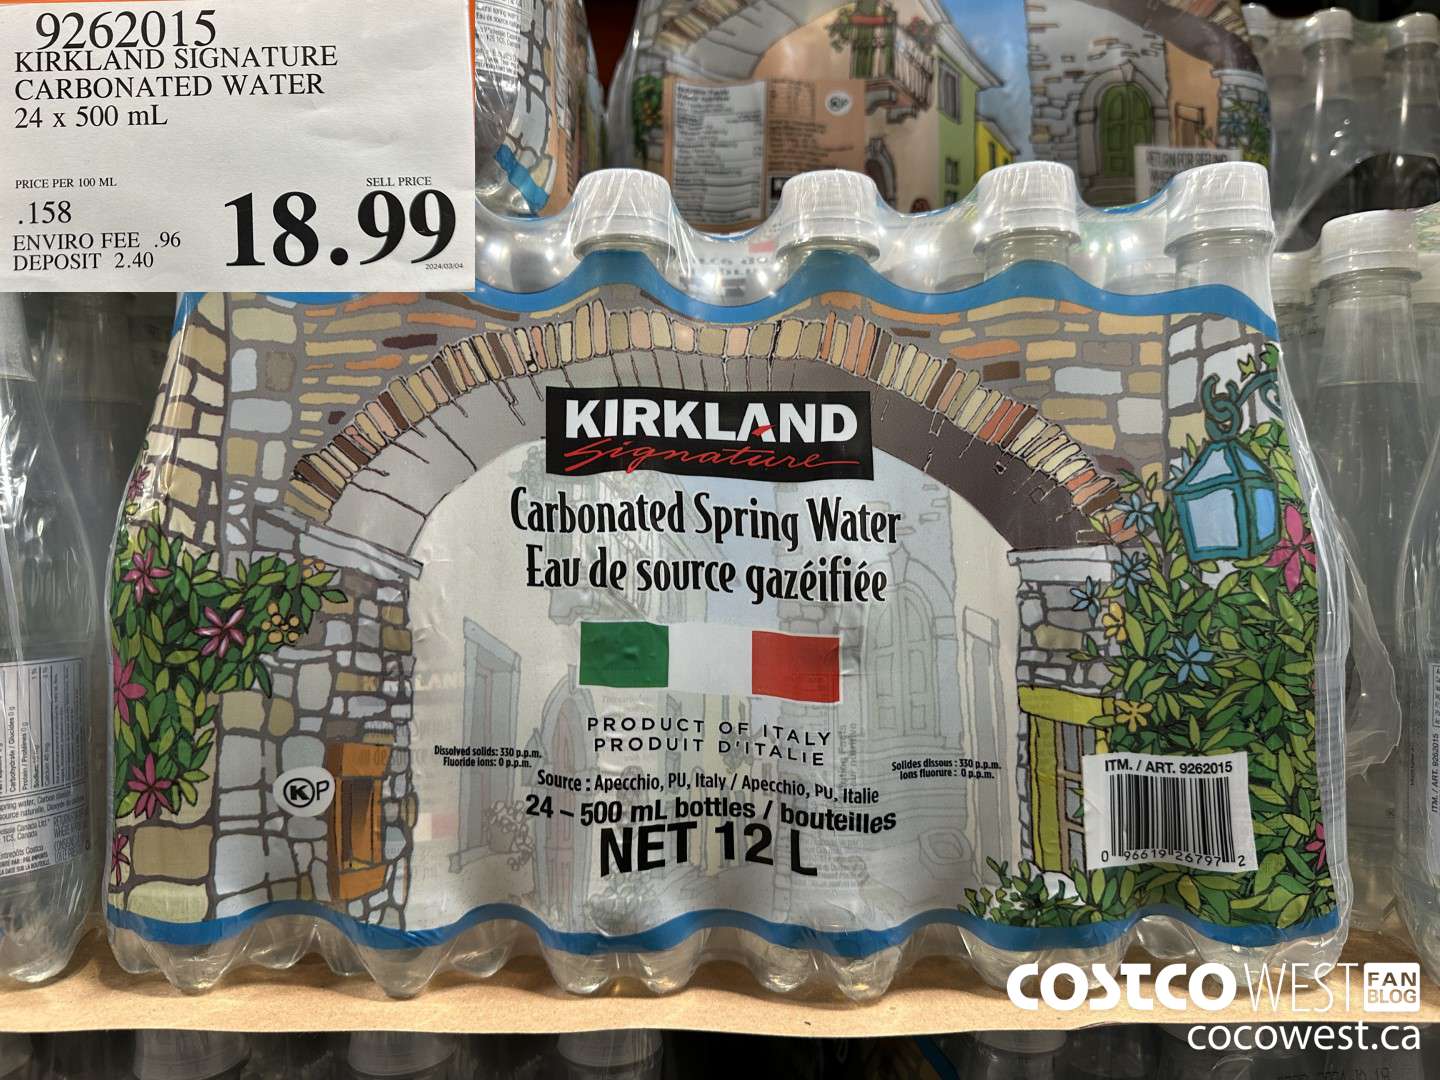 9262015
KIRKLAND SIGNATURE
CARBONATED WATER
24 x 500 mL
PRICE PER 100 ML
.158
ENVIRO FEE .96
DEPOSIT 2.40
SELL PRICE
18.99
2024/03/04
KIRKLAND
Signature
Carbonated Spring Water
Eau de source gazéifiée
PRODUCT OF ITALY
PRODUIT D'ITALIE
Dissolved solids: 330 p.p.m.
Fluoride ions: 0 p.p.m.
Solides dissous : 330 p.p.m.
Ions fluorure : 0 p.p.m.
Source : Apecchio, PU, Italy / Apecchio, PU, Italie
24 – 500 mL bottles / bouteilles
NET 12 L
K P
ITM. / ART. 9262015
0 96619 26797 2
COSTCO WEST FAN BLOG
cocowest.ca